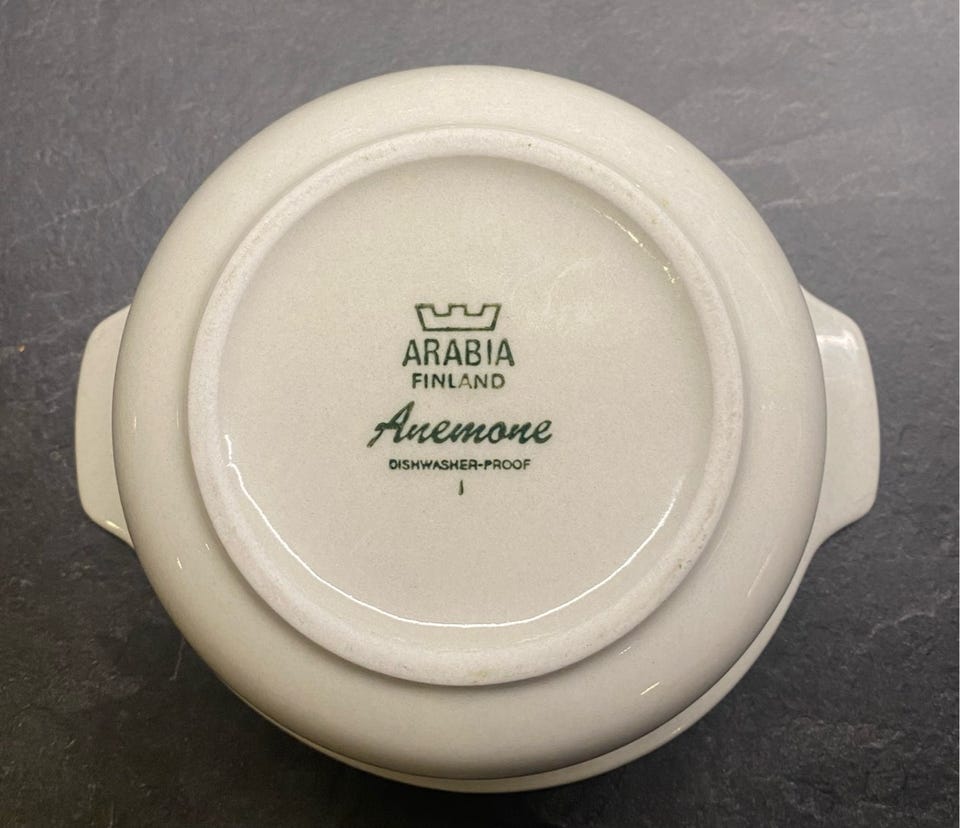 ARABIA
FINLAND
Anemone
DISHWASHER-PROOF